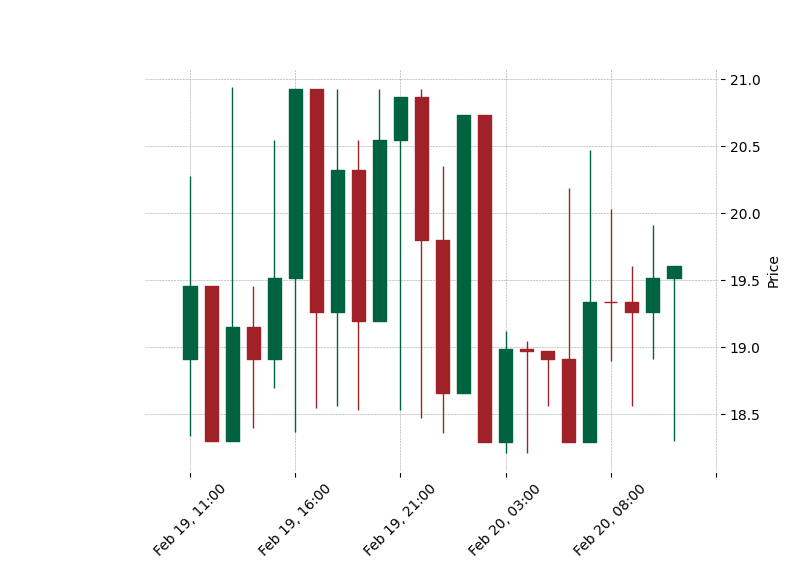 21.0
20.5
20.0
19.5
19.0
18.5
Price
Feb 19, 11:00
Feb 19, 16:00
Feb 19, 21:00
Feb 20, 03:00
Feb 20, 08:00